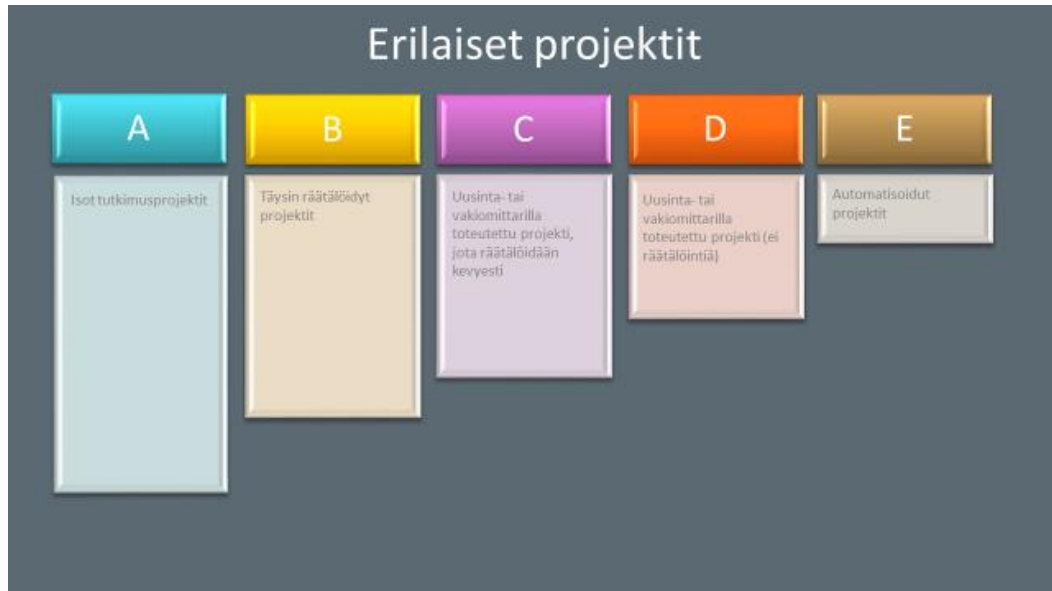 Erilaiset projektit
A
B
C
D
E
Isot tutkimusprojektit
Täysin räätälöidyt
projektit
Uusinta- tai
vakiomittarilla
toteutettu projekti,
jota räätälöidään
kevyesti
Uusinta- tai
vakiomittarilla
toteutettu projekti (ei
räätälöintiä)
Automatisoidut
projektit